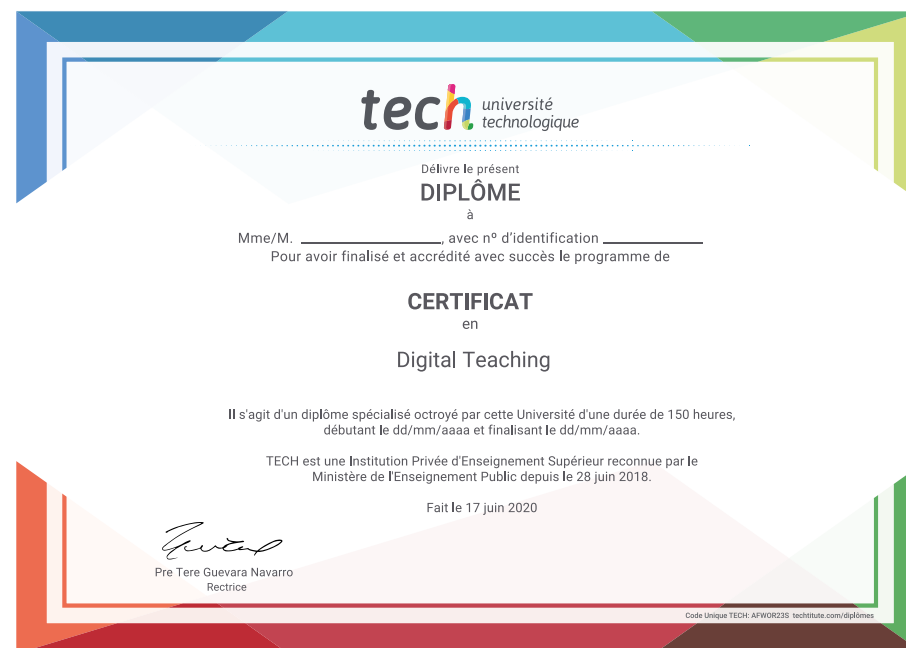 tech université
technologique
Délivre le présent
DIPLÔME
à
Mme/M. ____________________, avec nº d'identification ______________
Pour avoir finalisé et accrédité avec succès le programme de
CERTIFICAT
en
Digital Teaching
Il s'agit d'un diplôme spécialisé octroyé par cette Université d'une durée de 150 heures,
débutant le dd/mm/aaaa et finalisant le dd/mm/aaaa.
TECH est une Institution Privée d'Enseignement Supérieur reconnue par le
Ministère de l'Enseignement Public depuis le 28 juin 2018.
Fait le 17 juin 2020
Pre Tere Guevara Navarro
Rectrice
Code Unique TECH: AFWOR23S techtitute.com/diplômes